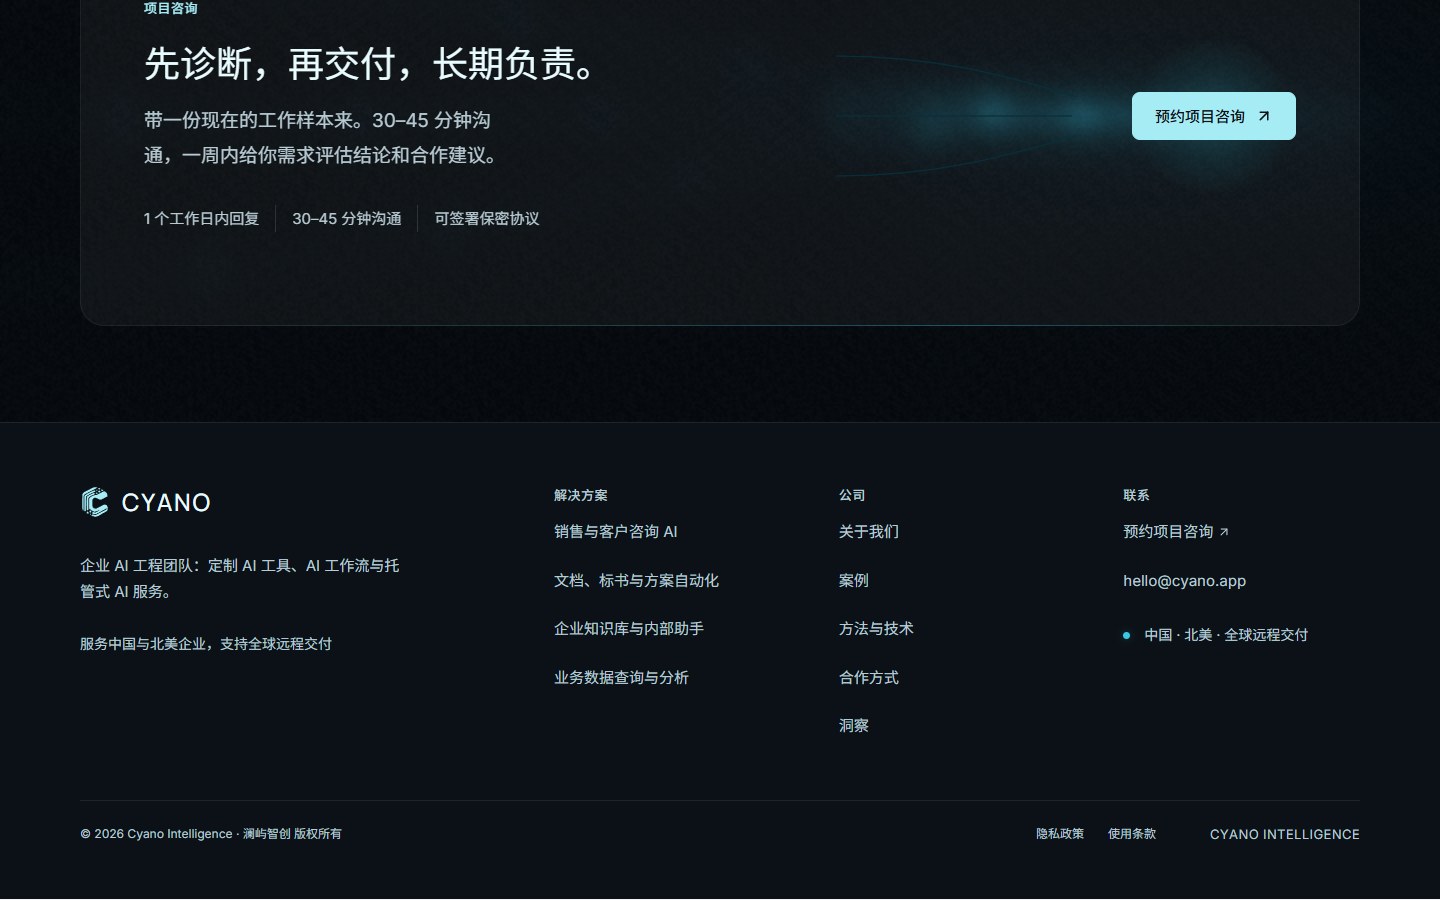 项目咨询
先诊断，再交付，长期负责。
带一份现在的工作样本来。30–45 分钟沟
通，一周内给你需求评估结论和合作建议。
1 个工作日内回复
30–45 分钟沟通
可签署保密协议
预约项目咨询
CYANO
企业 AI 工程团队：定制 AI 工具、AI 工作流与托
管式 AI 服务。
服务中国与北美企业，支持全球远程交付
解决方案
销售与客户咨询 AI
文档、标书与方案自动化
企业知识库与内部助手
业务数据查询与分析
公司
关于我们
案例
方法与技术
合作方式
洞察
联系
预约项目咨询
hello@cyano.app
中国 · 北美 · 全球远程交付
© 2026 Cyano Intelligence · 澜屿智创 版权所有
隐私政策
使用条款
CYANO INTELLIGENCE